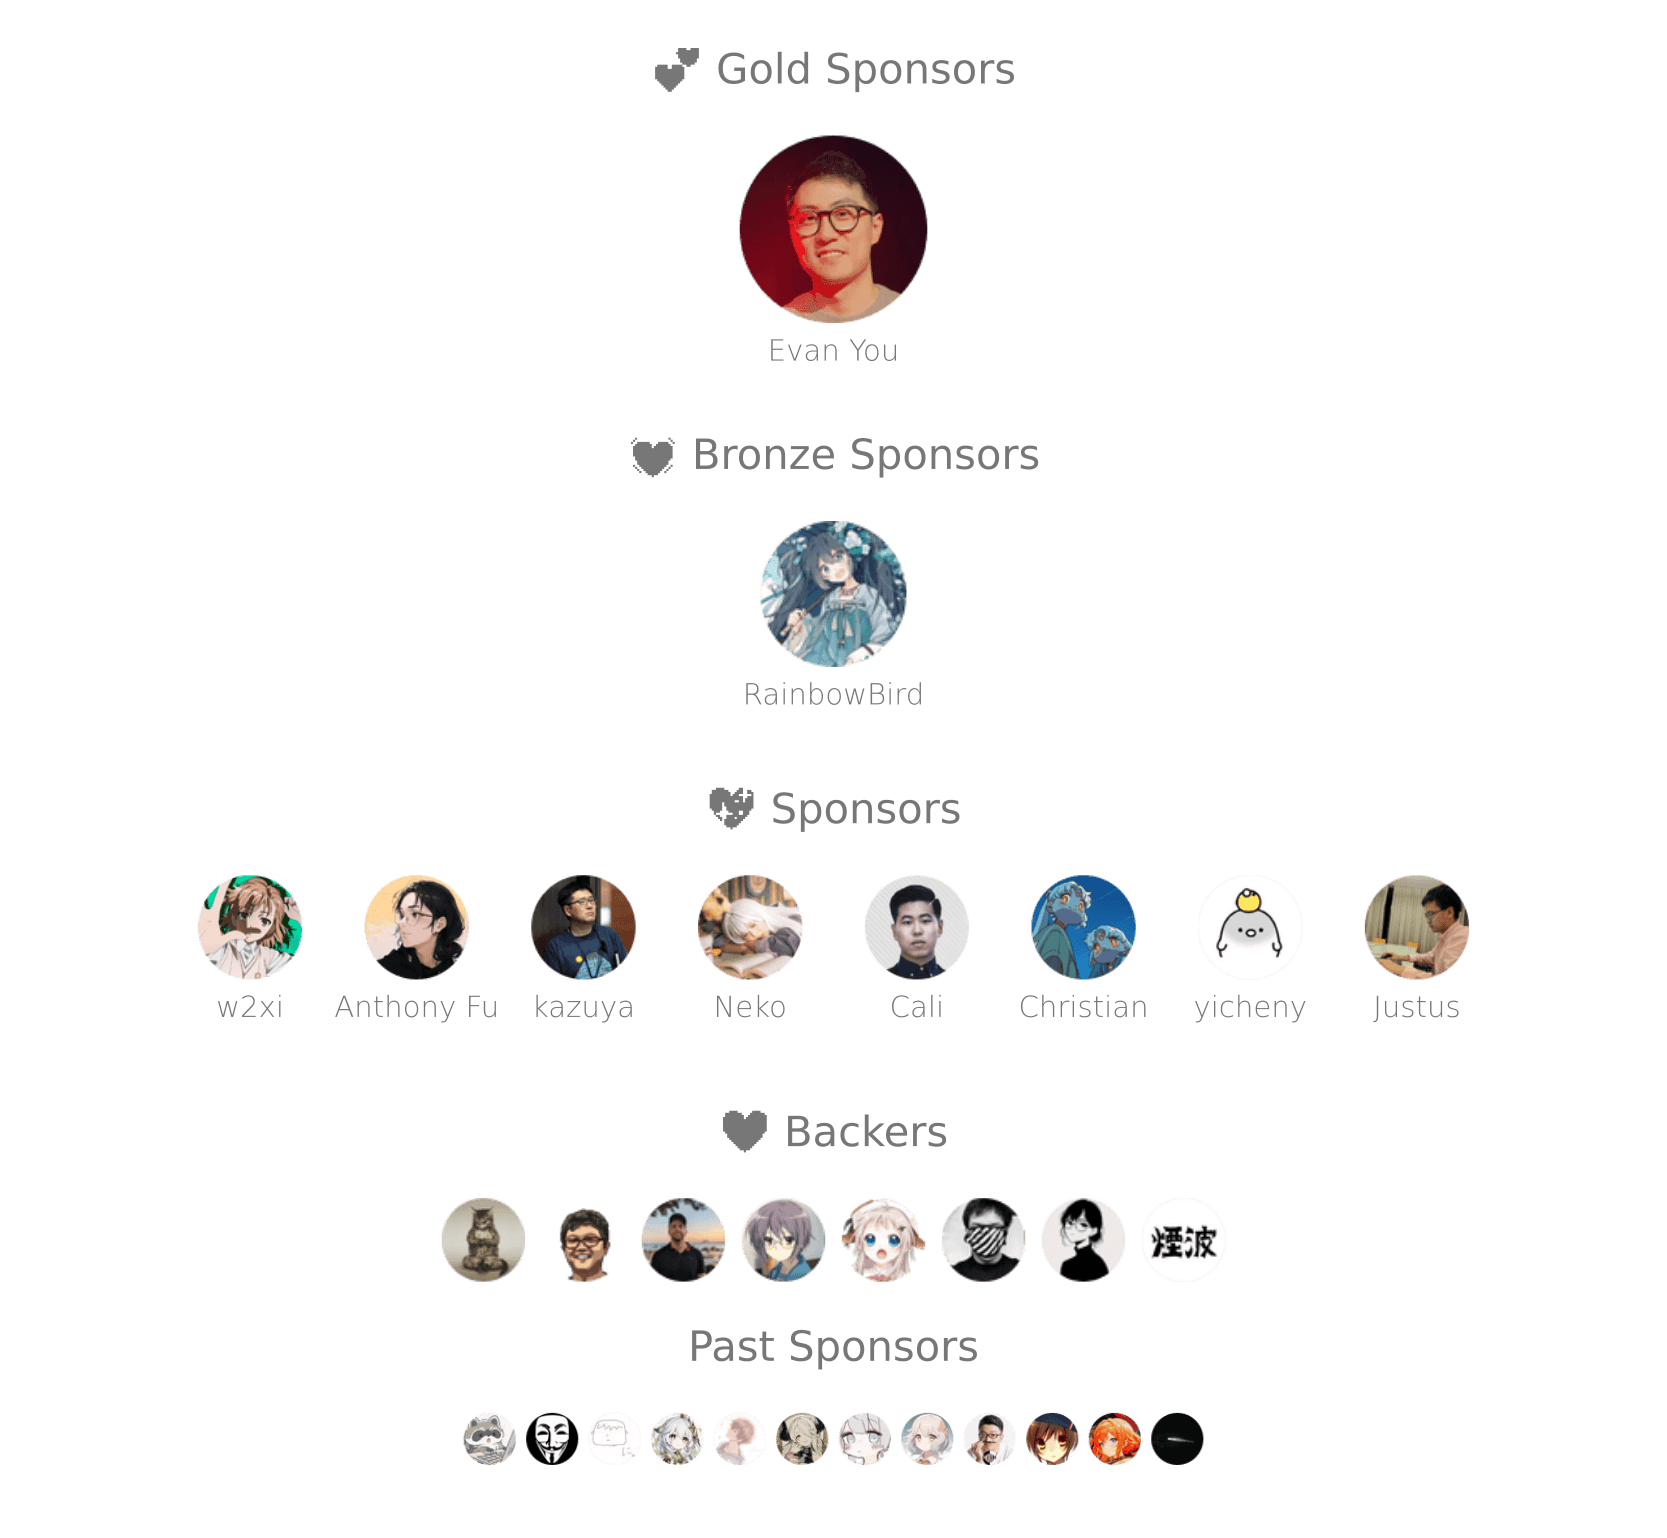 Gold Sponsors
Evan You
Bronze Sponsors
RainbowBird
Sponsors
w2xi
Anthony Fu
kazuya
Neko
Cali
Christian
yicheny
Justus
Backers
煙波
Past Sponsors